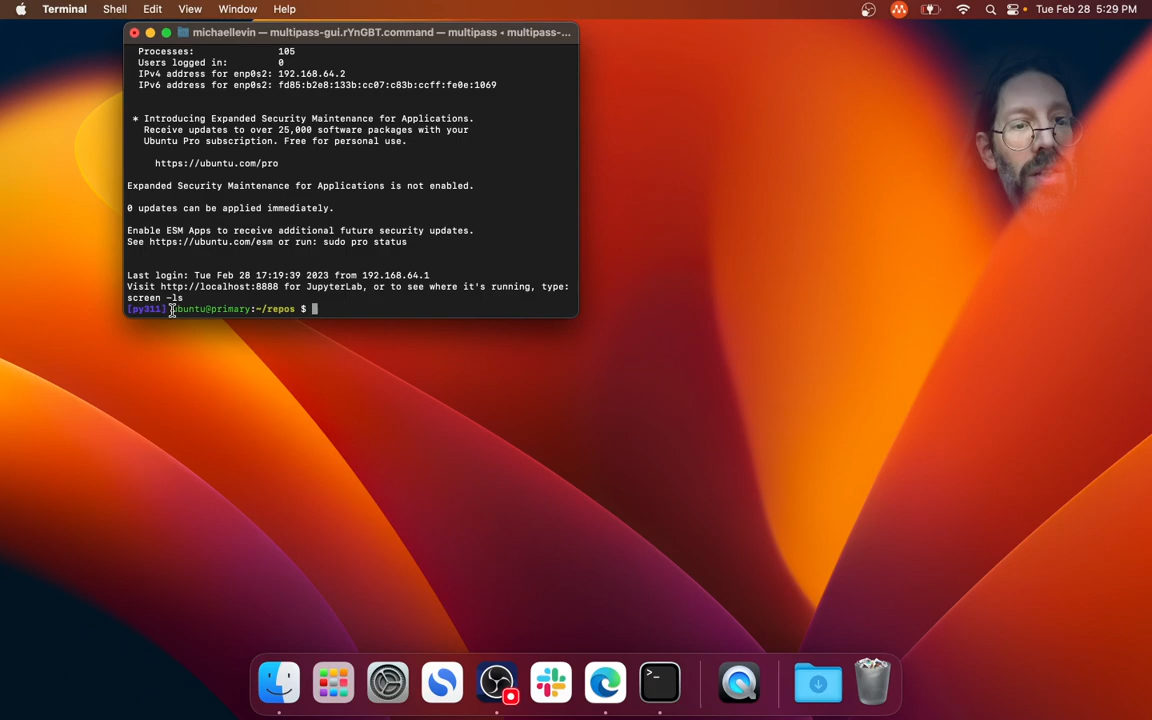 Terminal Shell Edit View Window Help Tue Feb 28 5:29 PM
michaellevin — multipass-gui.rYnGBT.command — multipass ◂ multipass-...
Processes: 105
Users logged in: 0
IPv4 address for enp0s2: 192.168.64.2
IPv6 address for enp0s2: fd85:b2e8:133b:cc07:c83b:ccff:fe0e:1069
* Introducing Expanded Security Maintenance for Applications.
Receive updates to over 25,000 software packages with your
Ubuntu Pro subscription. Free for personal use.
https://ubuntu.com/pro
Expanded Security Maintenance for Applications is not enabled.
0 updates can be applied immediately.
Enable ESM Apps to receive additional future security updates.
See https://ubuntu.com/esm or run: sudo pro status
Last login: Tue Feb 28 17:19:39 2023 from 192.168.64.1
Visit http://localhost:8888 for JupyterLab, or to see where it's running, type:
screen -ls
[py311] ubuntu@primary:~/repos $